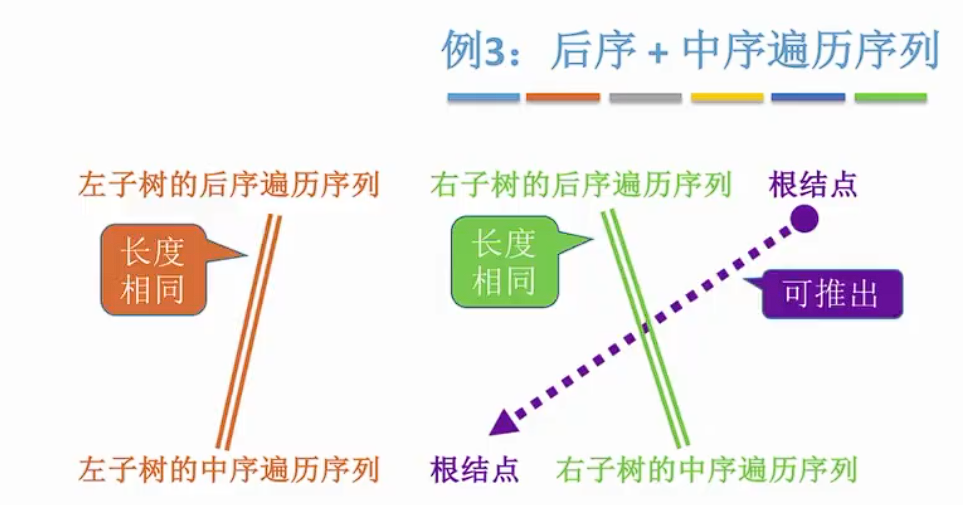 例3：后序 + 中序遍历序列
左子树的后序遍历序列 右子树的后序遍历序列 根结点
长度
相同
长度
相同
可推出
左子树的中序遍历序列 根结点 右子树的中序遍历序列